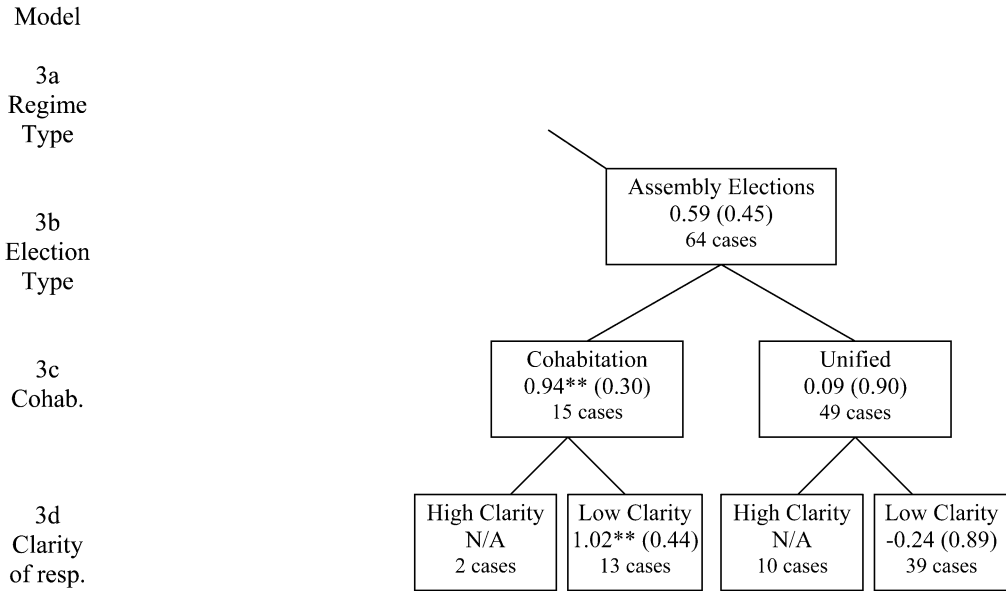 Model
3a
Regime
Type
Assembly Elections
0.59 (0.45)
64 cases
3b
Election
Type
Cohabitation
0.94** (0.30)
15 cases
Unified
0.09 (0.90)
49 cases
3c
Cohab.
High Clarity
N/A
2 cases
Low Clarity
1.02** (0.44)
13 cases
High Clarity
N/A
10 cases
Low Clarity
-0.24 (0.89)
39 cases
3d
Clarity
of resp.